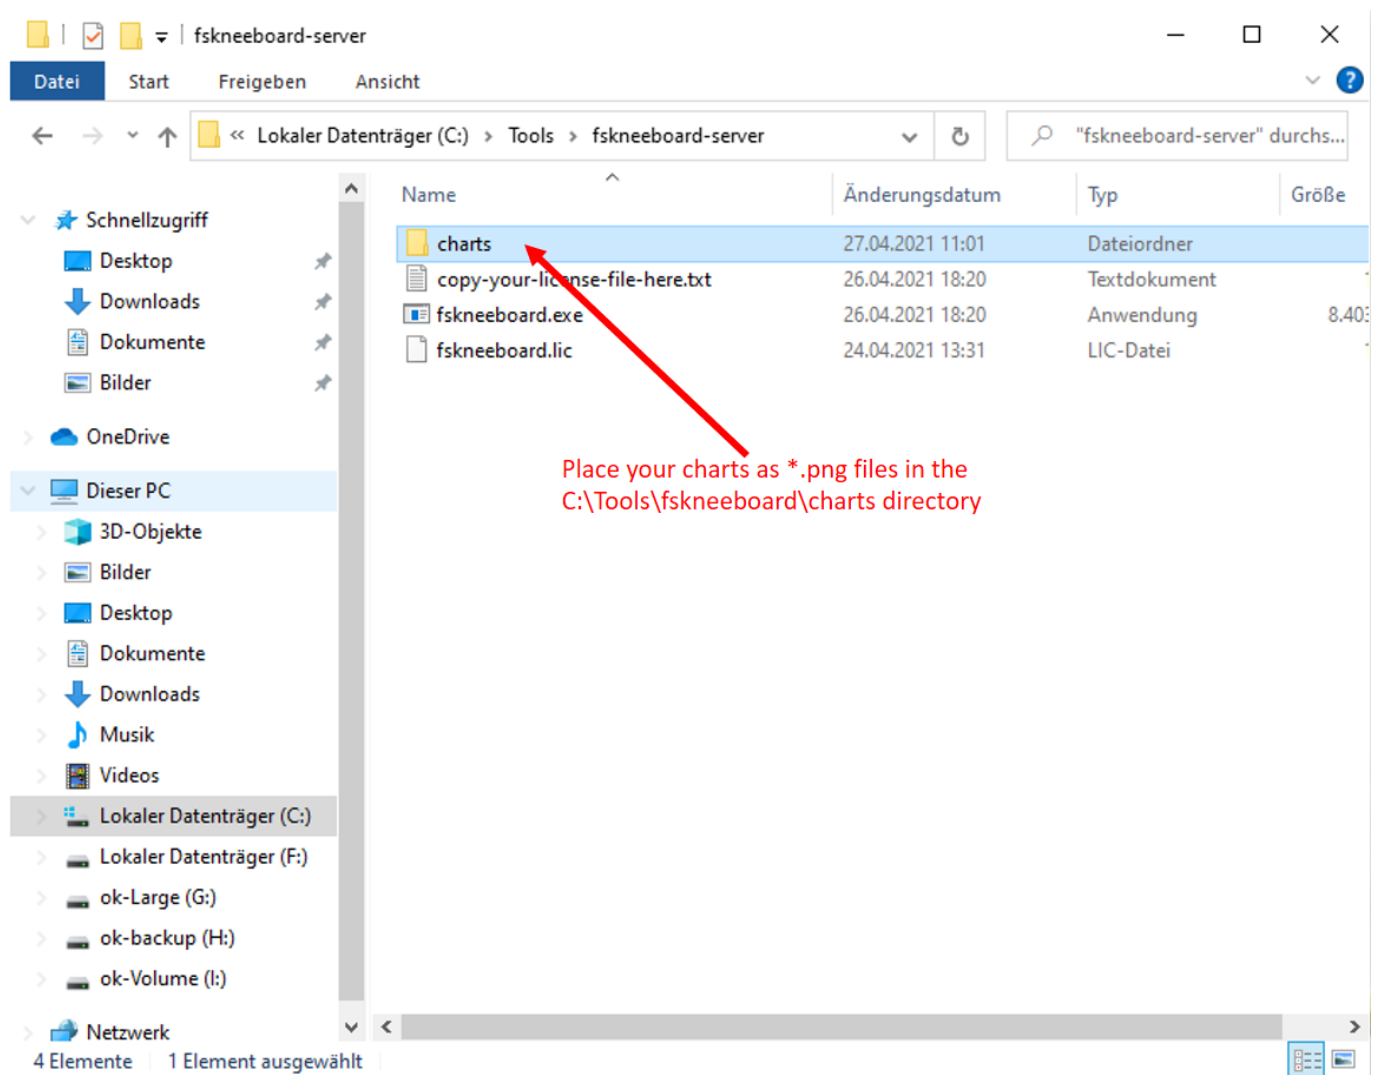 fskneeboard-server
Datei Start Freigeben Ansicht
« Lokaler Datenträger (C:) › Tools › fskneeboard-server
"fskneeboard-server" durchs...
Name Änderungsdatum Typ Größe
charts 27.04.2021 11:01 Dateiordner
copy-your-license-file-here.txt 26.04.2021 18:20 Textdokument
fskneeboard.exe 26.04.2021 18:20 Anwendung 8.403
fskneeboard.lic 24.04.2021 13:31 LIC-Datei
Place your charts as *.png files in the
C:\Tools\fskneeboard\charts directory
Schnellzugriff
Desktop
Downloads
Dokumente
Bilder
OneDrive
Dieser PC
3D-Objekte
Bilder
Desktop
Dokumente
Downloads
Musik
Videos
Lokaler Datenträger (C:)
Lokaler Datenträger (F:)
ok-Large (G:)
ok-backup (H:)
ok-Volume (I:)
Netzwerk
4 Elemente 1 Element ausgewählt